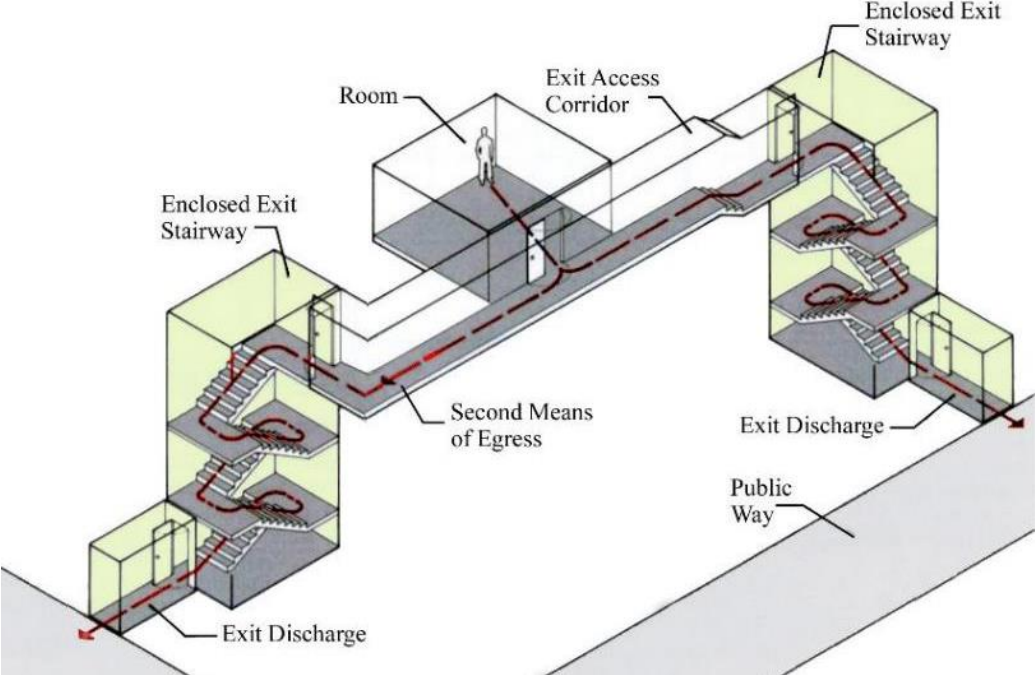 Enclosed Exit
Stairway
Exit Access
Corridor
Room
Enclosed Exit
Stairway
Second Means
of Egress
Exit Discharge
Public
Way
Exit Discharge